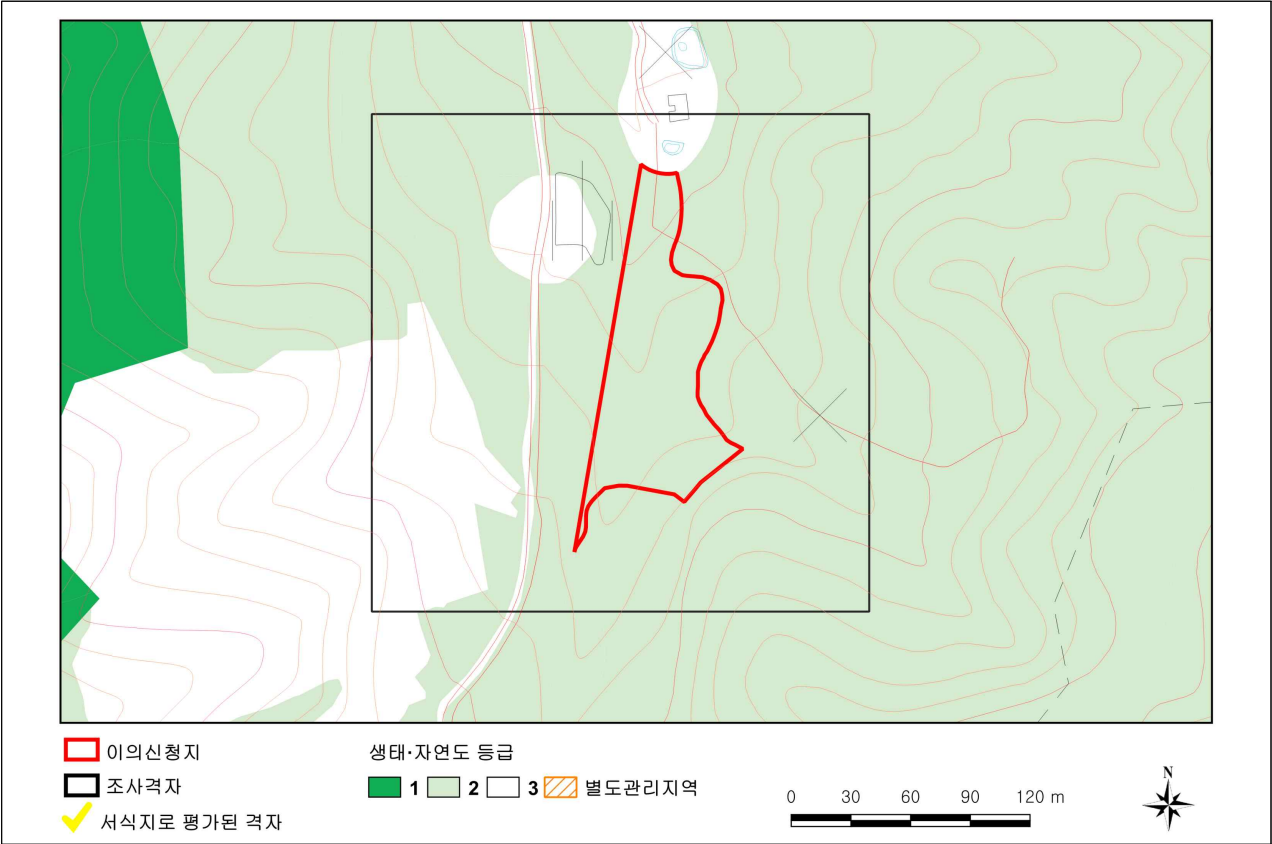 이의신청지
조사격자
서식지로 평가된 격자
생태·자연도 등급
1 2 3 별도관리지역
0 30 60 90 120 m
N